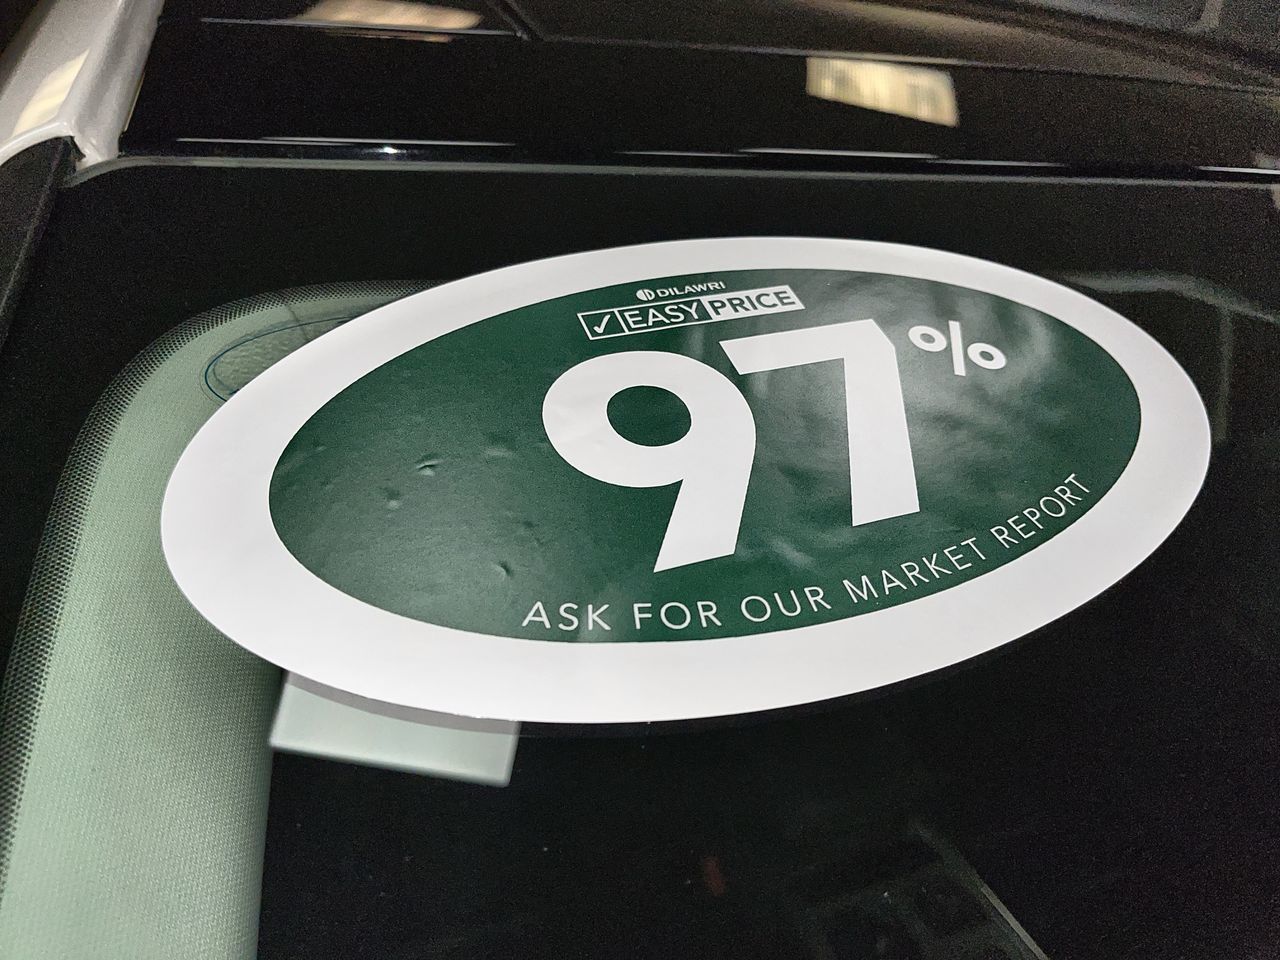 DILAWRI
✓ EASY PRICE
97%
ASK FOR OUR MARKET REPORT